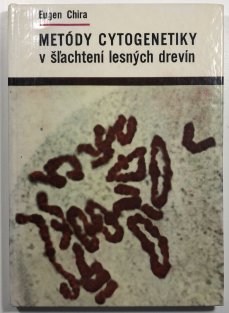 Eugen Chira
METÓDY CYTOGENETIKY
v šľachtení lesných drevín